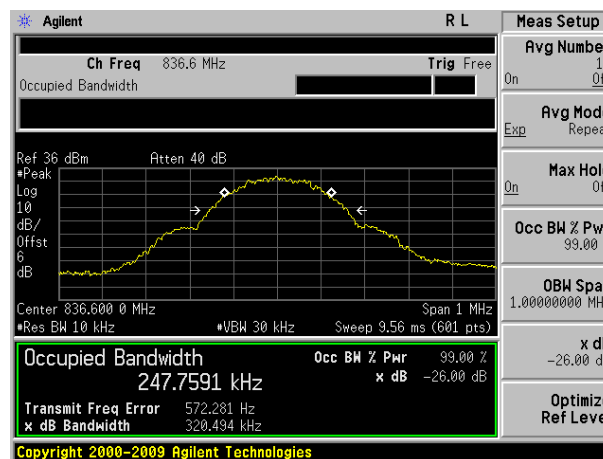 Agilent R L Meas Setup
Ch Freq 836.6 MHz Trig Free
Occupied Bandwidth
Avg Numbe
On
Avg Mod
Exp Repea
Ref 36 dBm Atten 40 dB
#Peak
Log
10
dB/
Offst
6
dB
Max Hol
On
Occ BW % Pw
99.00
OBW Spa
1.00000000 MH
Center 836.600 0 MHz Span 1 MHz
#Res BW 10 kHz #VBW 30 kHz Sweep 9.56 ms (601 pts)
x d
-26.00 d
Occupied Bandwidth Occ BW % Pwr 99.00 %
247.7591 kHz x dB -26.00 dB
Transmit Freq Error 572.281 Hz
x dB Bandwidth 320.494 kHz
Optimiz
Ref Leve
Copyright 2000-2009 Agilent Technologies